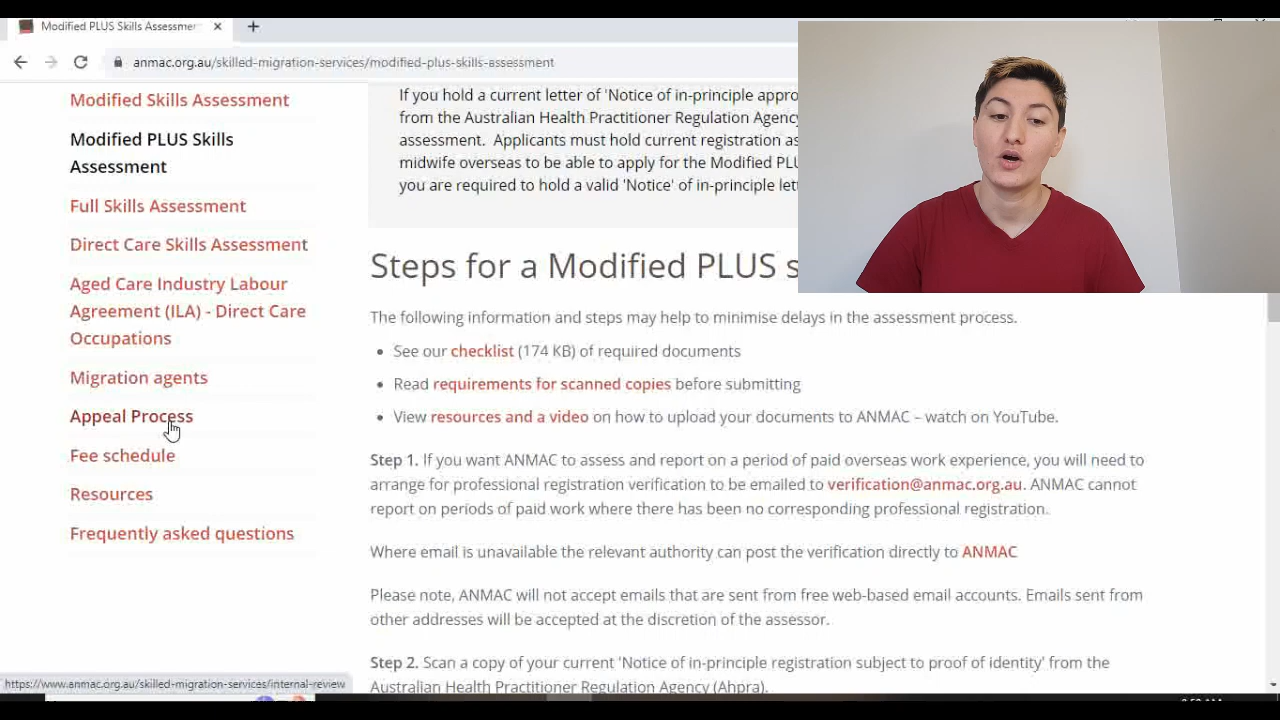 Modified PLUS Skills Assessmen
anmac.org.au/skilled-migration-services/modified-plus-skills-assessment
Modified Skills Assessment
Modified PLUS Skills
Assessment
Full Skills Assessment
Direct Care Skills Assessment
Aged Care Industry Labour
Agreement (ILA) - Direct Care
Occupations
Migration agents
Appeal Process
Fee schedule
Resources
Frequently asked questions
If you hold a current letter of 'Notice of in-principle
from the Australian Health Practitioner Regulation Agency
assessment. Applicants must hold current registration as
midwife overseas to be able to apply for the Modified PLU
you are required to hold a valid 'Notice' of in-principle
Steps for a Modified PLUS s
The following information and steps may help to minimise delays in the assessment process.
• See our checklist (174 KB) of required documents
• Read requirements for scanned copies before submitting
• View resources and a video on how to upload your documents to ANMAC – watch on YouTube.
Step 1. If you want ANMAC to assess and report on a period of paid overseas work experience, you will need to
arrange for professional registration verification to be emailed to verification@anmac.org.au. ANMAC cannot
report on periods of paid work where there has been no corresponding professional registration.
Where email is unavailable the relevant authority can post the verification directly to ANMAC
Please note, ANMAC will not accept emails that are sent from free web-based email accounts. Emails sent from
other addresses will be accepted at the discretion of the assessor.
Step 2. Scan a copy of your current 'Notice of in-principle registration subject to proof of identity' from the
Australian Health Practitioner Regulation Agency (Ahpra).
https://www.anmac.org.au/skilled-migration-services/internal-review